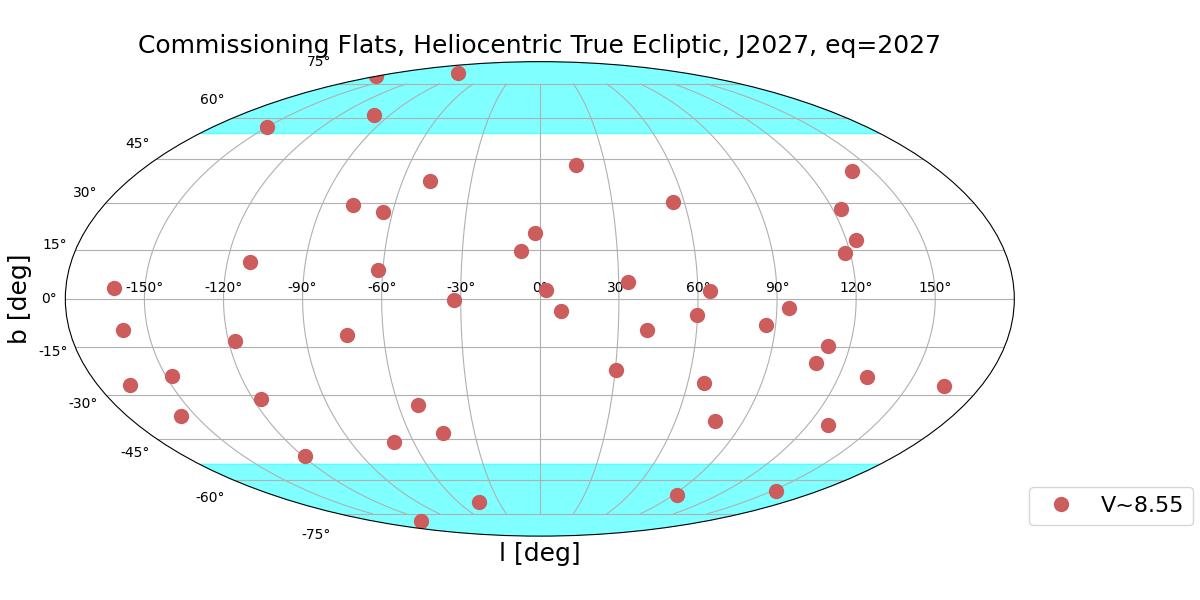 Commissioning Flats, Heliocentric True Ecliptic, J2027, eq=2027
75°
60°
45°
30°
15°
0°
-15°
-30°
-45°
-60°
-75°
-150° -120° -90° -60° -30° 0° 30° 60° 90° 120° 150°
b [deg]
l [deg]
V~8.55